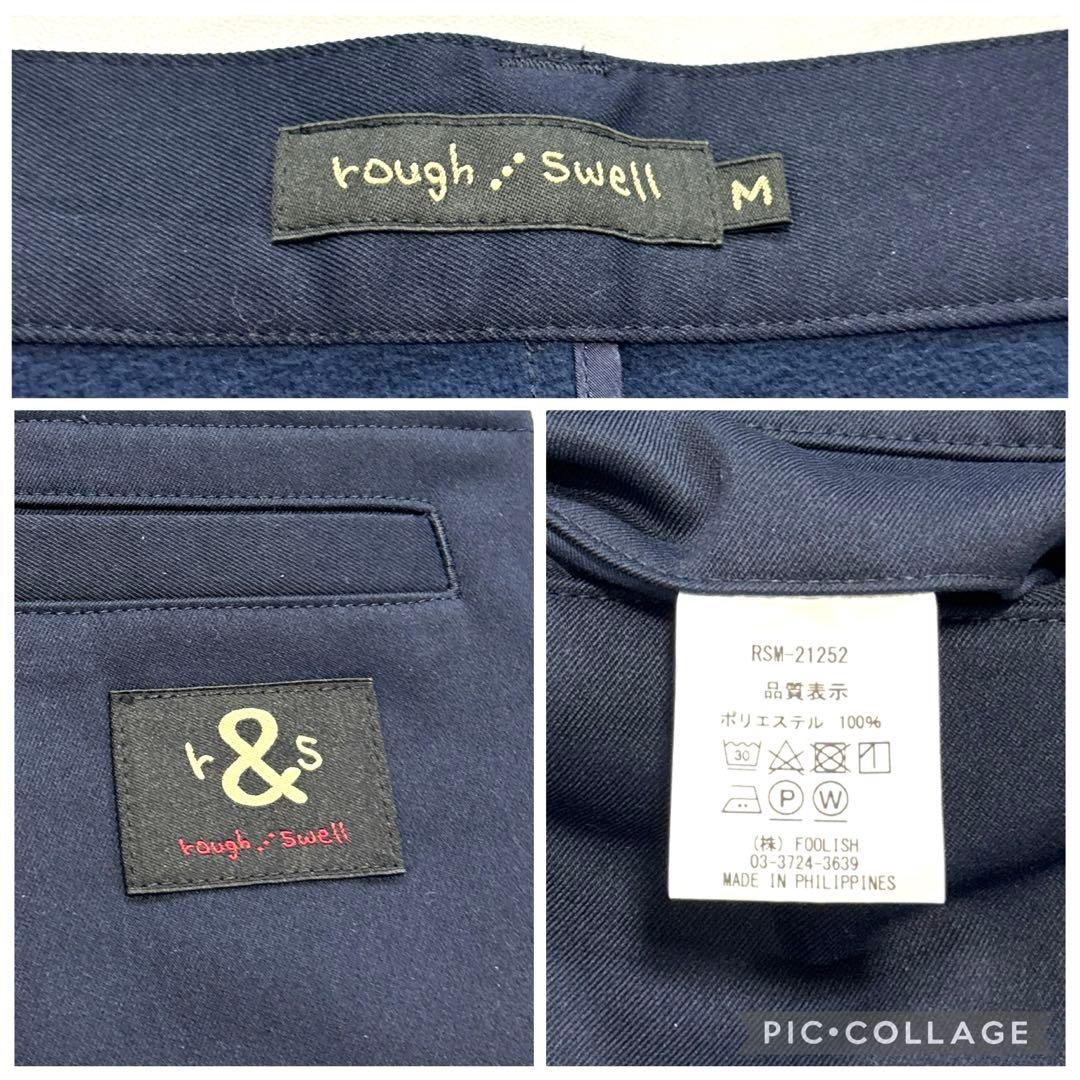 rough swell
M
r & s
rough swell
RSM-21252
品質表示
ポリエステル 100%
30
P W
(株) FOOLISH
03-3724-3639
MADE IN PHILIPPINES
PIC•COLLAGE